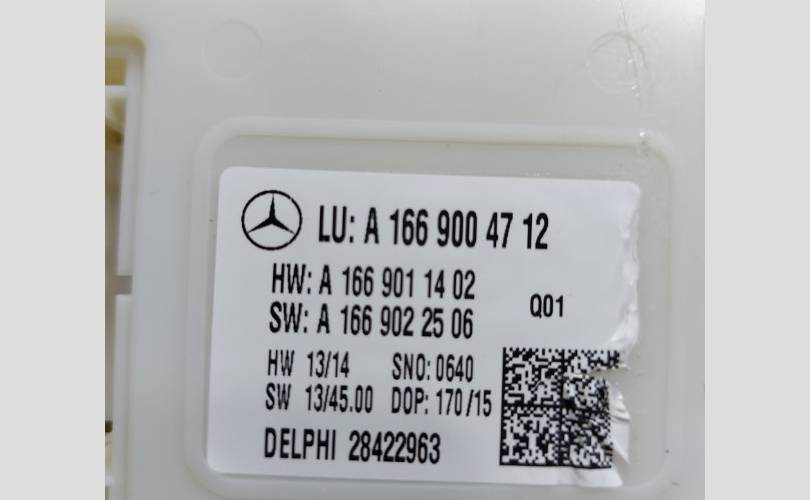 LU: A 166 900 47 12
HW: A 166 901 14 02
SW: A 166 902 25 06
Q01
HW 13/14 SNO: 0640
SW 13/45.00 DOP: 170/15
DELPHI 28422963